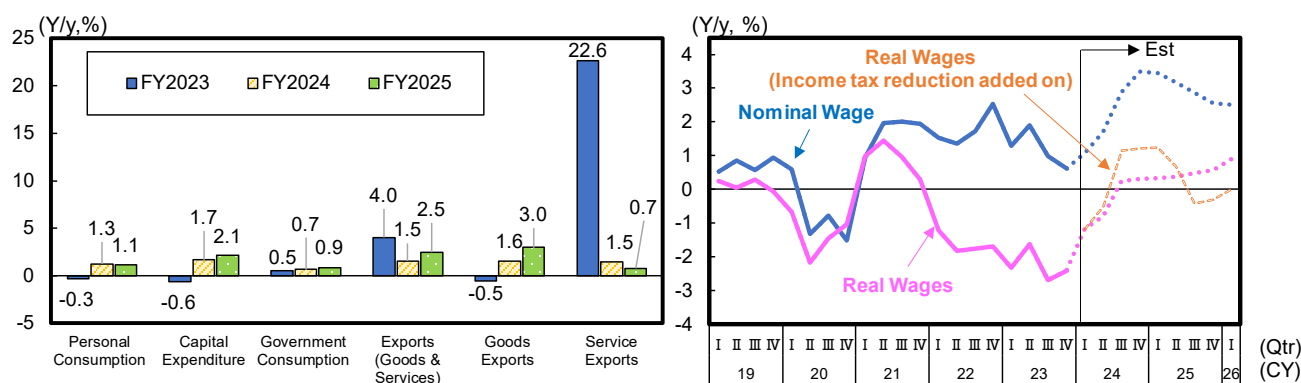 (Y/y,%)
25
20
15
10
5
0
-5
FY2023 FY2024 FY2025
-0.3 1.3 1.1
-0.6 1.7 2.1
0.5 0.7 0.9
4.0 1.5 2.5
-0.5 1.6 3.0
22.6 1.5 0.7
Personal
Consumption
Capital
Expenditure
Government
Consumption
Exports
(Goods &
Services)
Goods
Exports
Service
Exports
(Y/y, %)
4
3
2
1
0
-1
-2
-3
-4
Est
Real Wages
(Income tax reduction added on)
Nominal Wage
Real Wages
Ⅰ Ⅱ Ⅲ Ⅳ Ⅰ Ⅱ Ⅲ Ⅳ Ⅰ Ⅱ Ⅲ Ⅳ Ⅰ Ⅱ Ⅲ Ⅳ Ⅰ Ⅱ Ⅲ Ⅳ Ⅰ Ⅱ Ⅲ Ⅳ Ⅰ Ⅱ Ⅲ Ⅳ Ⅰ (Qtr)
19 20 21 22 23 24 25 26 (CY)